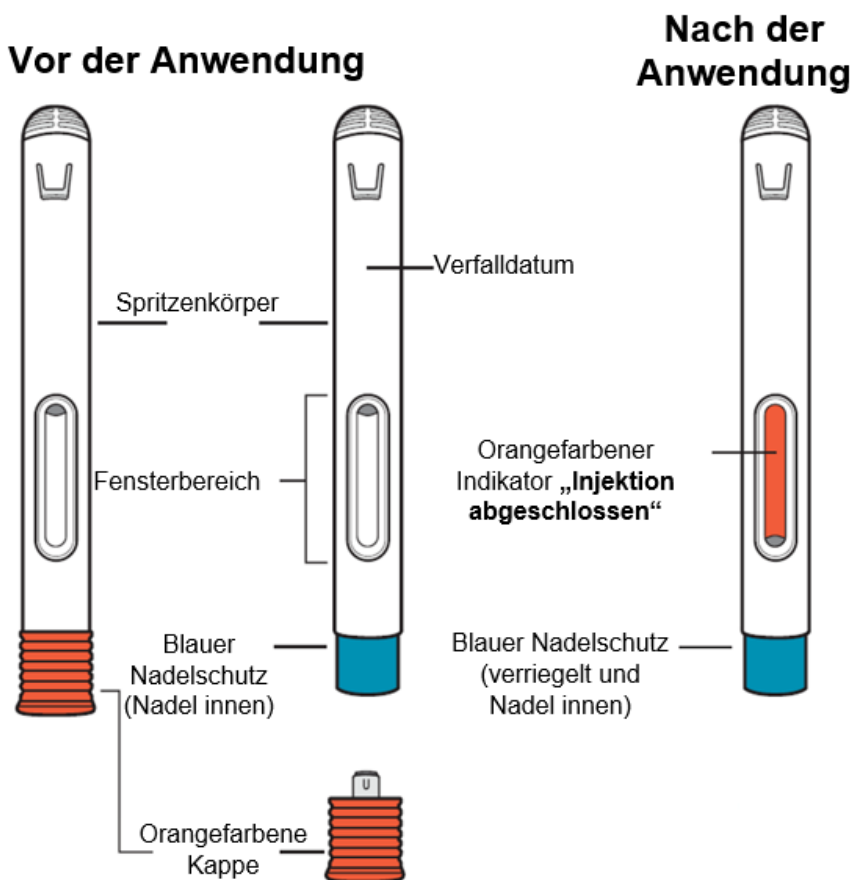 Vor der Anwendung
Nach der
Anwendung
Verfalldatum
Spritzenkörper
Fensterbereich
Orangefarbener
Indikator „Injektion
abgeschlossen“
Blauer
Nadelschutz
(Nadel innen)
Blauer Nadelschutz
(verriegelt und
Nadel innen)
Orangefarbene
Kappe